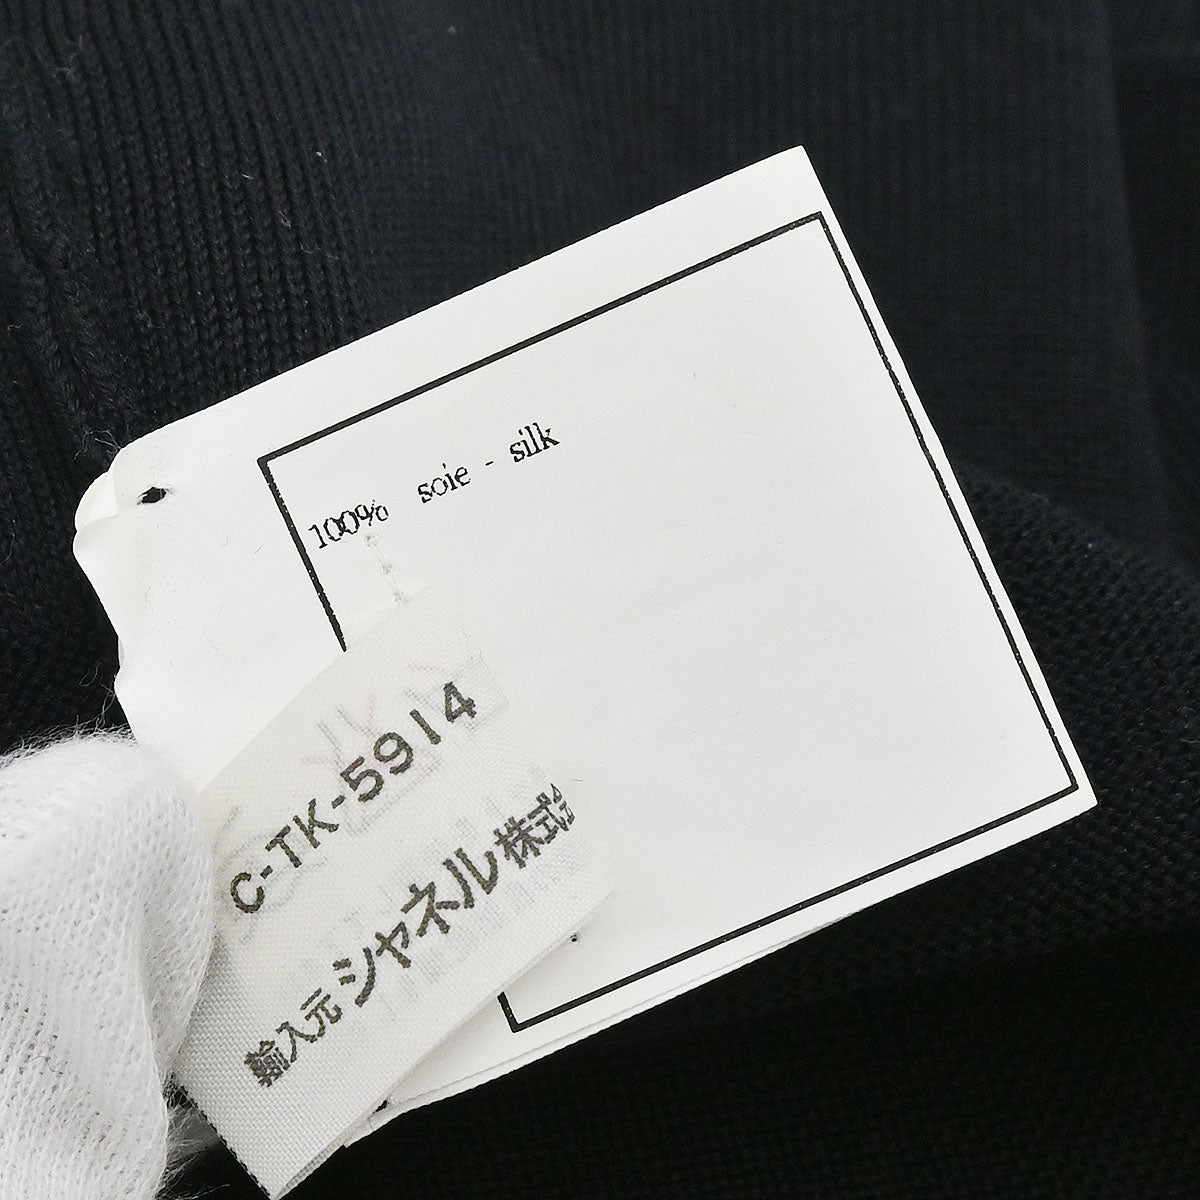 100% soie - silk
C-TK-5914
輸入元 シャネル株式